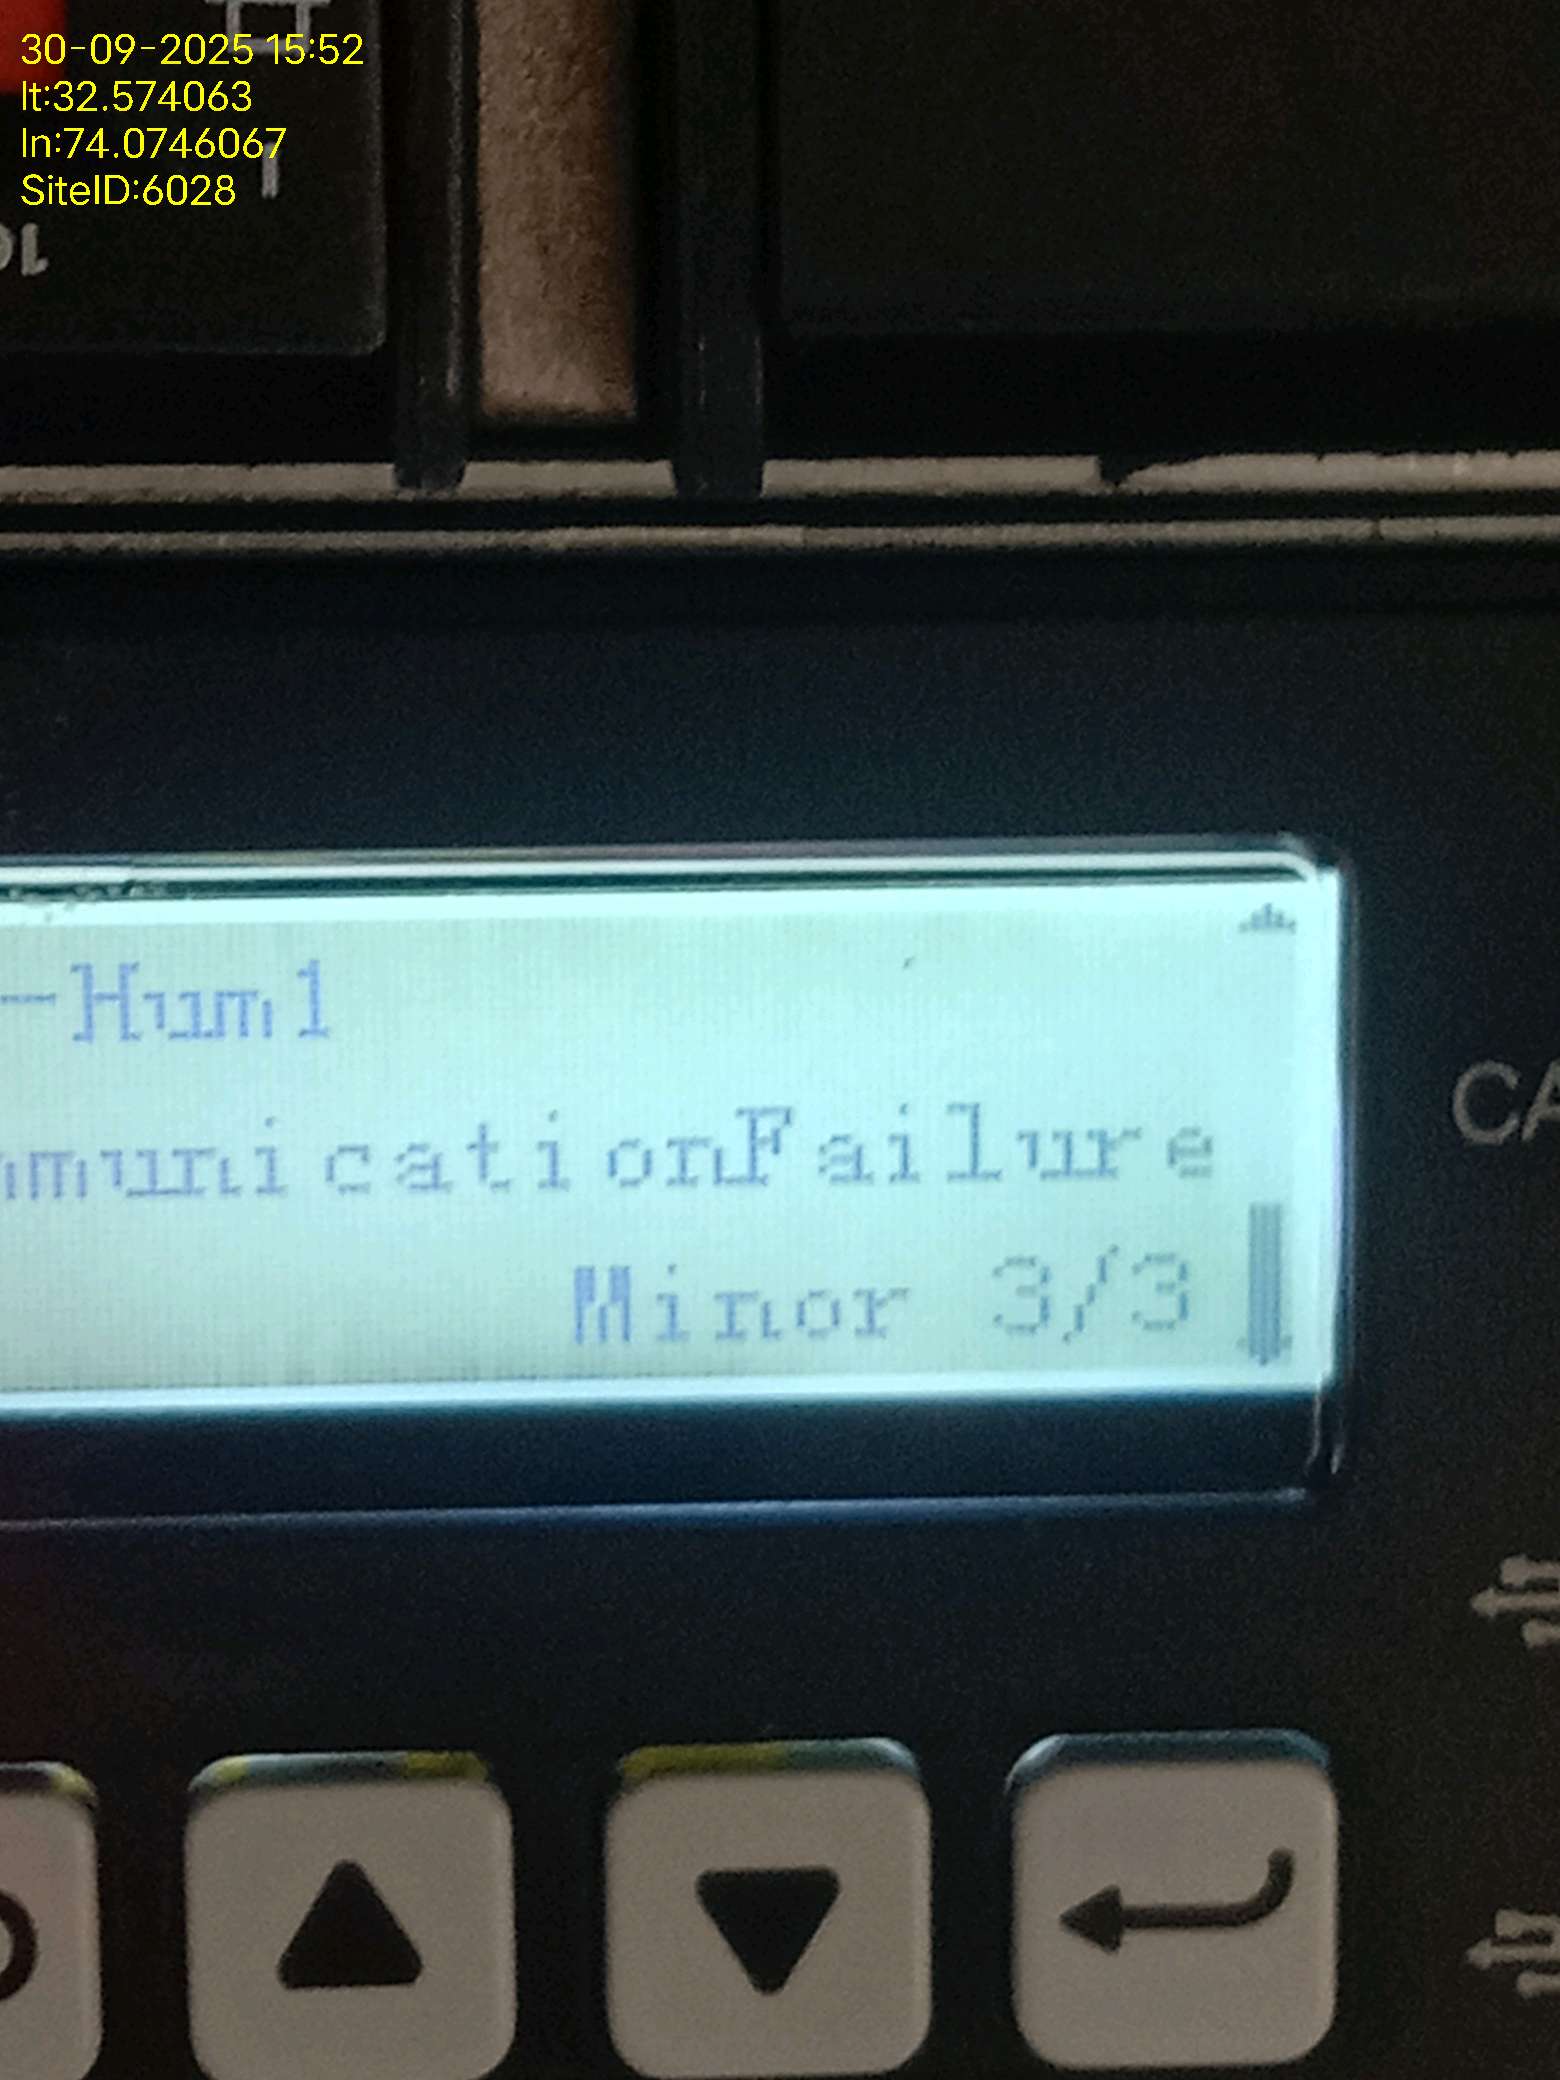 30-09-2025 15:52
lt:32.574063
ln:74.0746067
SiteID:6028
-Hum1
mmunicationFailure
Minor 3/3
CA